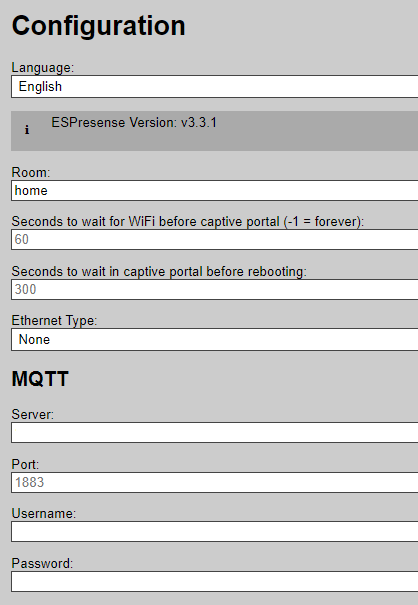 Configuration
Language:
English
i
ESPresense Version: v3.3.1
Room:
home
Seconds to wait for WiFi before captive portal (-1 = forever):
60
Seconds to wait in captive portal before rebooting:
300
Ethernet Type:
None
MQTT
Server:
Port:
1883
Username:
Password: